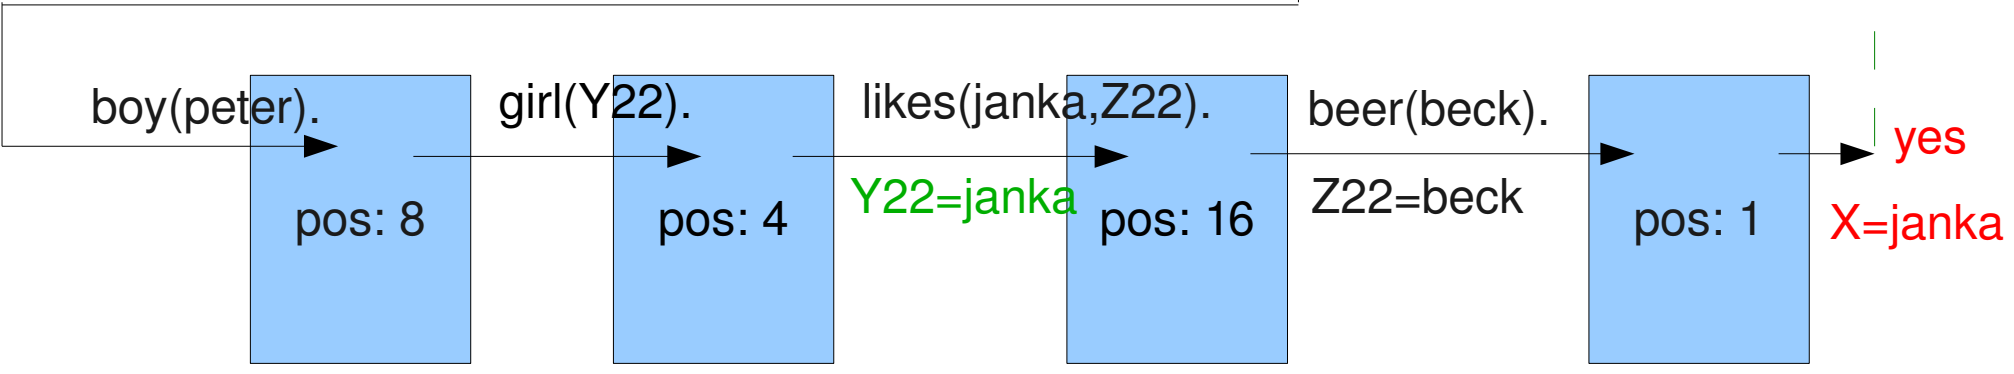 boy(peter).
girl(Y22).
likes(janka,Z22).
beer(beck).
yes
Y22=janka
Z22=beck
pos: 8
pos: 4
pos: 16
pos: 1
X=janka